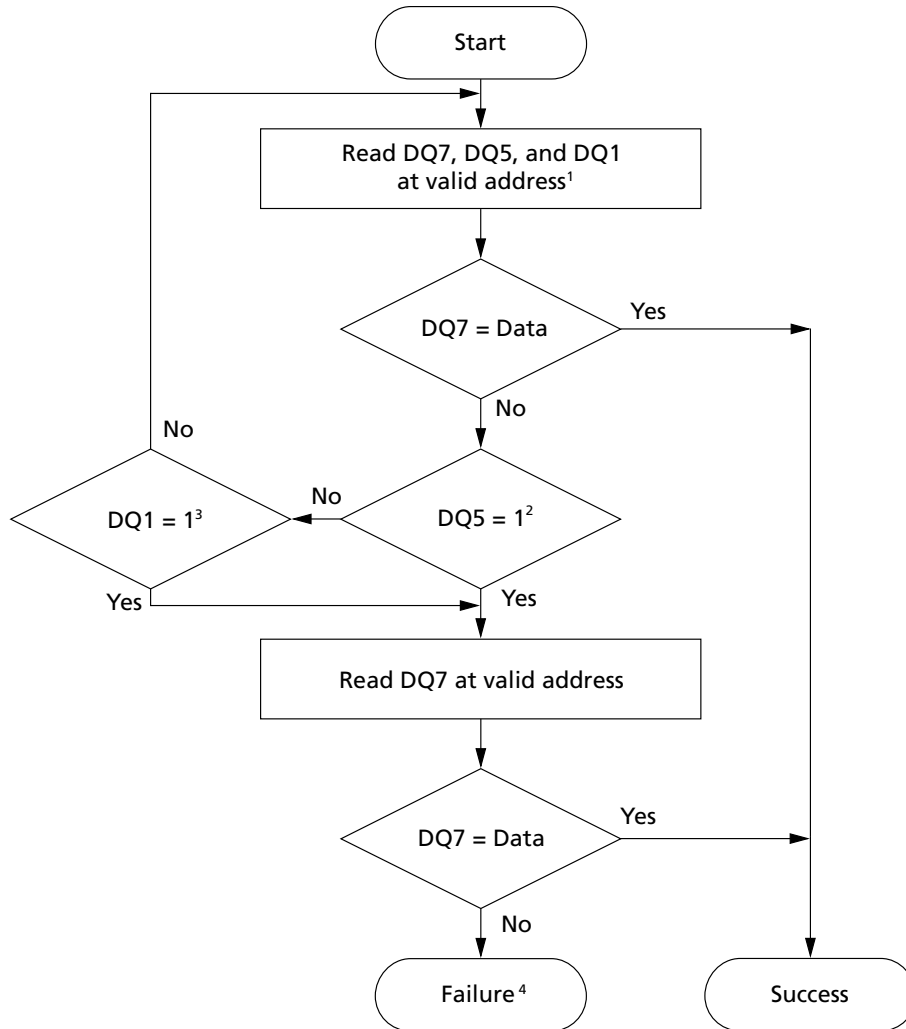 Start
Read DQ7, DQ5, and DQ1
at valid address¹
DQ7 = Data
Yes
No
No
DQ1 = 1³
No
DQ5 = 1²
Yes
Yes
Read DQ7 at valid address
DQ7 = Data
Yes
No
Failure ⁴
Success